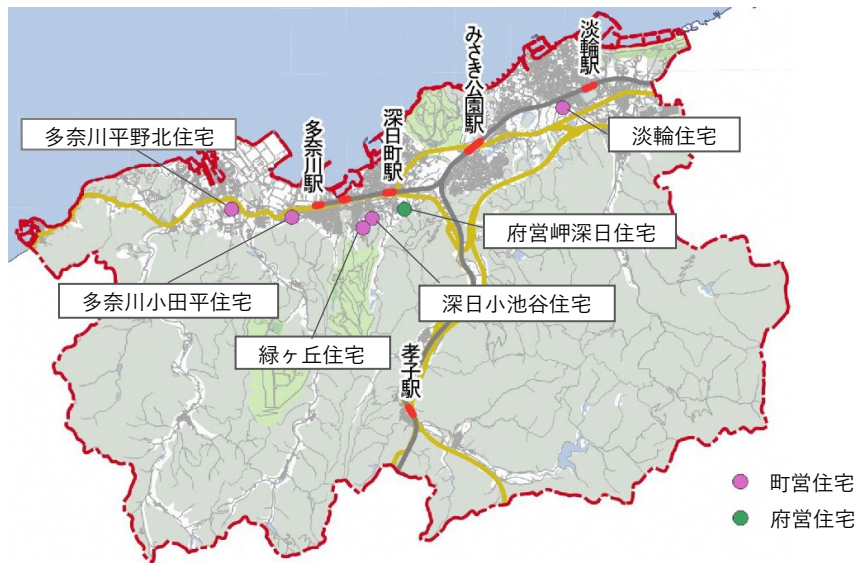 淡輪駅
みさき公園駅
深日町駅
多奈川駅
多奈川平野北住宅
淡輪住宅
府営岬深日住宅
多奈川小田平住宅
深日小池谷住宅
緑ヶ丘住宅
孝子駅
町営住宅
府営住宅